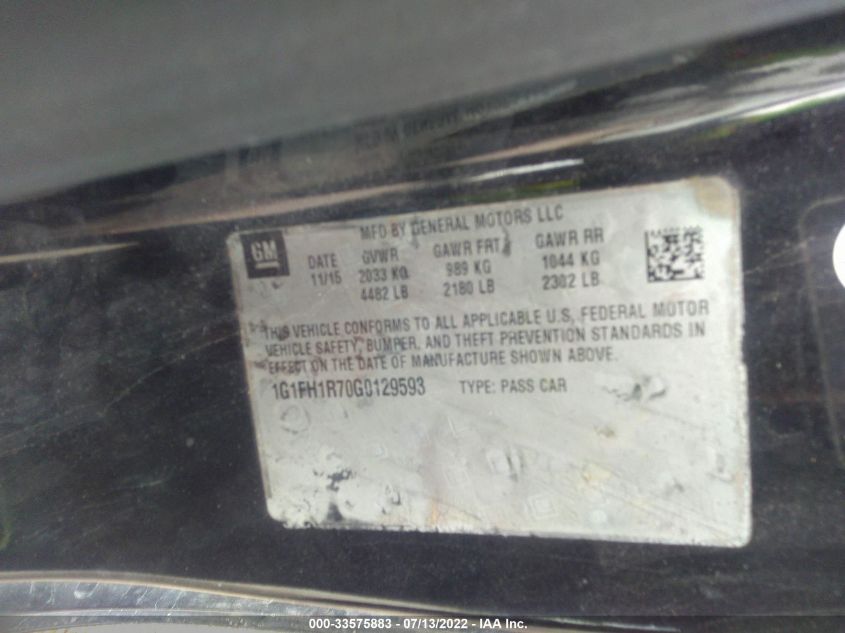 MFD BY GENERAL MOTORS LLC
GM
DATE GVWR GAWR FRT GAWR RR
11/15 2033 KG 989 KG 1044 KG
4482 LB 2180 LB 2302 LB
THIS VEHICLE CONFORMS TO ALL APPLICABLE U.S. FEDERAL MOTOR
VEHICLE SAFETY, BUMPER, AND THEFT PREVENTION STANDARDS IN
EFFECT ON THE DATE OF MANUFACTURE SHOWN ABOVE.
1G1FH1R70G0129593 TYPE: PASS CAR
000-33575883 - 07/13/2022 - IAA Inc.